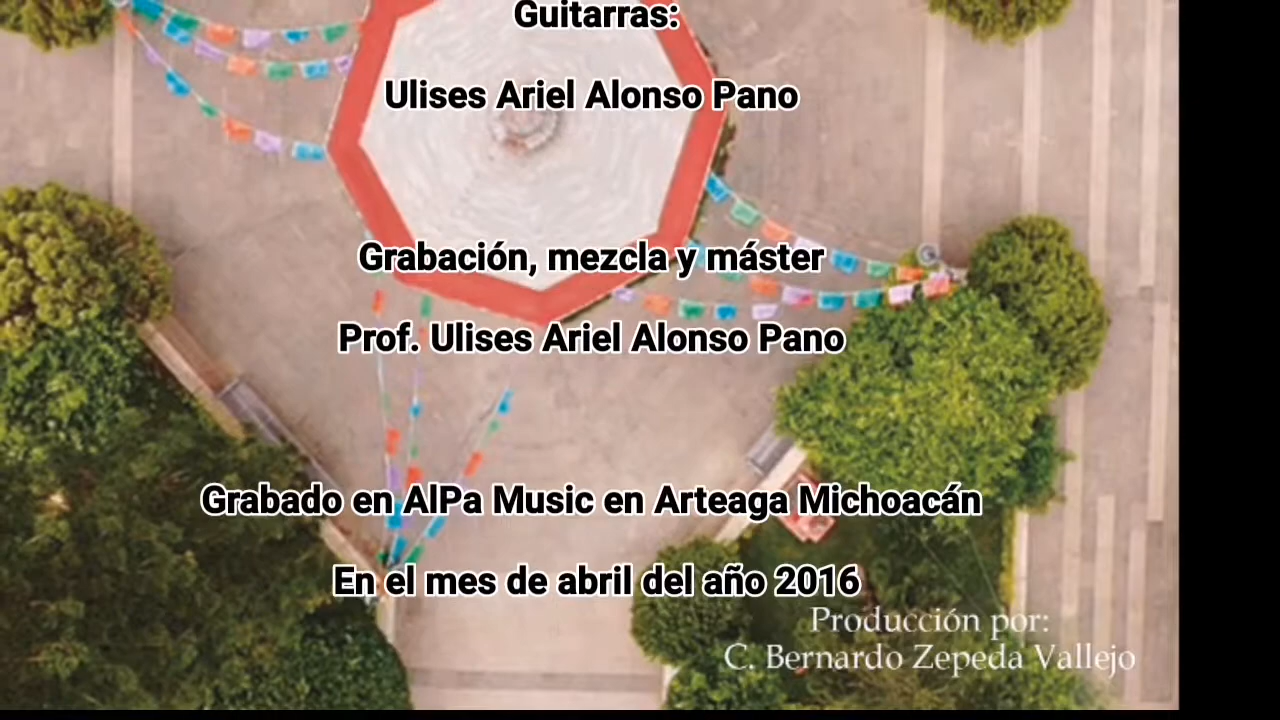 Guitarras:
Ulises Ariel Alonso Pano
Grabación, mezcla y máster
Prof. Ulises Ariel Alonso Pano
Grabado en AlPa Music en Arteaga Michoacán
En el mes de abril del año 2016
Producción por:
C. Bernardo Zepeda Vallejo